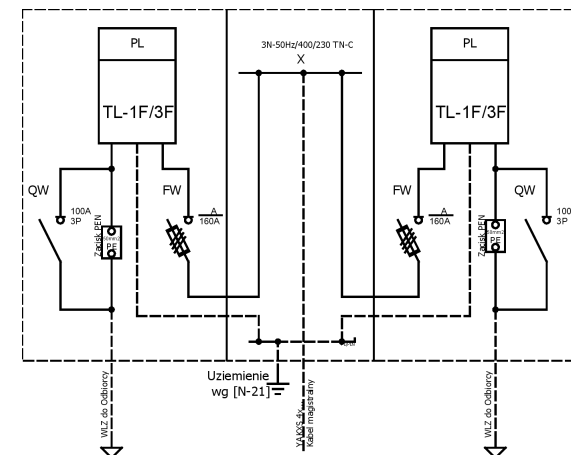 3N-50Hz/400/230 TN-C
X
PL
TL-1F/3F
PL
TL-1F/3F
QW
100A
3P
Zacisk PEN
PE
FW
A
160A
FW
A
160A
Zacisk PEN
PE
QW
100
3P
Uziemienie
wg [N-21]
WLZ do Odbiorcy
YAKXS 4x
Kabel magistralny
WLZ do Odbiorcy